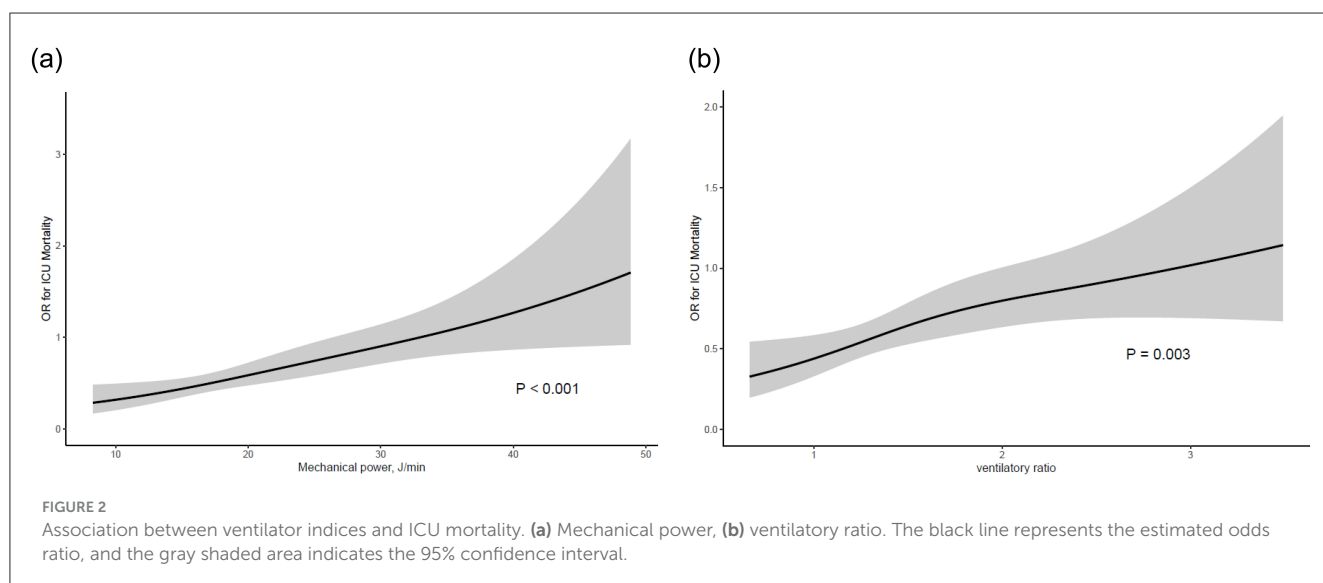 (a)
OR for ICU Mortality
3
2
1
0
P < 0.001
10 20 30 40 50
Mechanical power, J/min
(b)
OR for ICU Mortality
2.0
1.5
1.0
0.5
0.0
P = 0.003
1 2 3
ventilatory ratio
FIGURE 2
Association between ventilator indices and ICU mortality. (a) Mechanical power, (b) ventilatory ratio. The black line represents the estimated odds
ratio, and the gray shaded area indicates the 95% confidence interval.